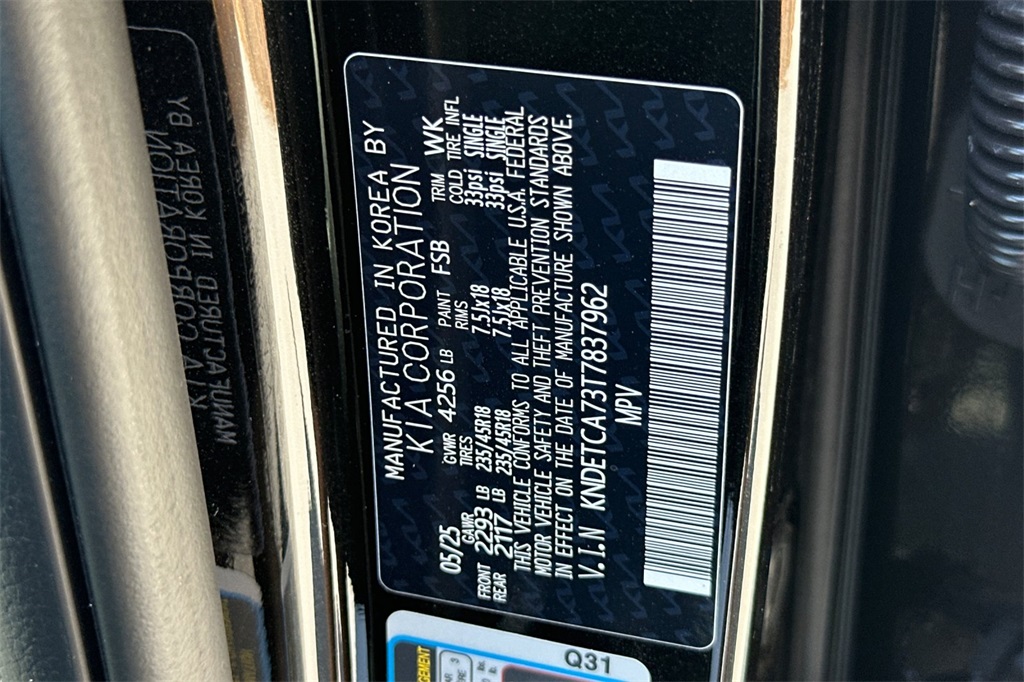 MANUFACTURED IN KOREA BY
KIA CORPORATION
05/25 GVWR 4256 LB PAINT FSB TRIM WK
GAWR TIRES RIMS COLD TIRE INFL
FRONT 2293 LB 235/45R18 7.5Jx18 33psi SINGLE
REAR 2117 LB 235/45R18 7.5Jx18 33psi SINGLE
THIS VEHICLE CONFORMS TO ALL APPLICABLE U.S.A. FEDERAL
MOTOR VEHICLE SAFETY AND THEFT PREVENTION STANDARDS
IN EFFECT ON THE DATE OF MANUFACTURE SHOWN ABOVE.
V.I.N KNDETCA73T7837962
MPV
Q31
MANUFACTURED IN KOREA BY
KIA CORPORATION